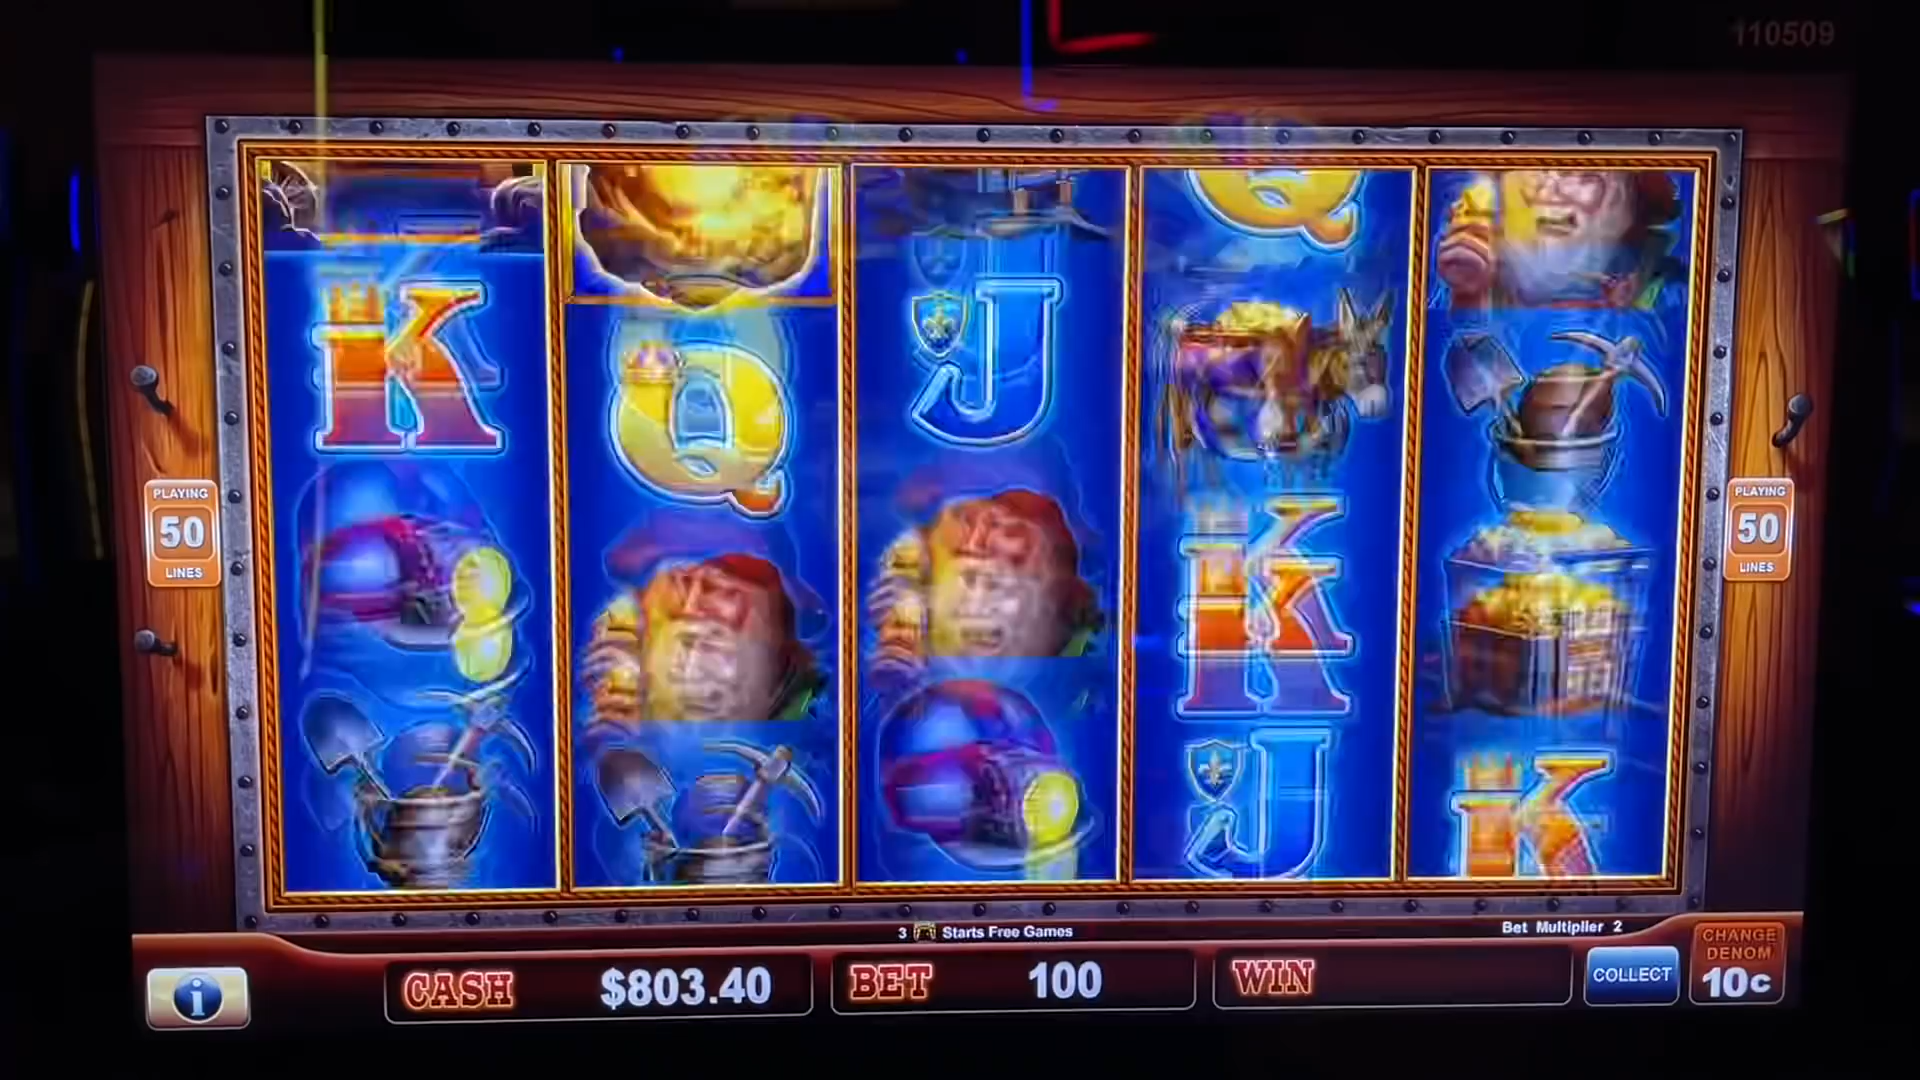 110509
K
Q
J
Q
K
J
K
PLAYING
50
LINES
PLAYING
50
LINES
3 Starts Free Games
Bet Multiplier 2
CASH $803.40
BET 100
WIN
COLLECT
CHANGE
DENOM
10c
i